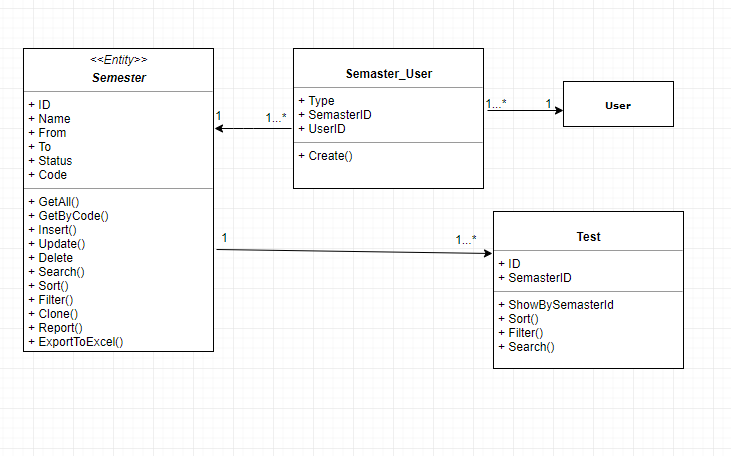 <<Entity>>
Semester
+ ID
+ Name
+ From
+ To
+ Status
+ Code
+ GetAll()
+ GetByCode()
+ Insert()
+ Update()
+ Delete
+ Search()
+ Sort()
+ Filter()
+ Clone()
+ Report()
+ ExportToExcel()
1
1...*
Semaster_User
+ Type
+ SemasterID
+ UserID
+ Create()
1...*
1
User
1
1...*
Test
+ ID
+ SemasterID
+ ShowBySemasterId
+ Sort()
+ Filter()
+ Search()